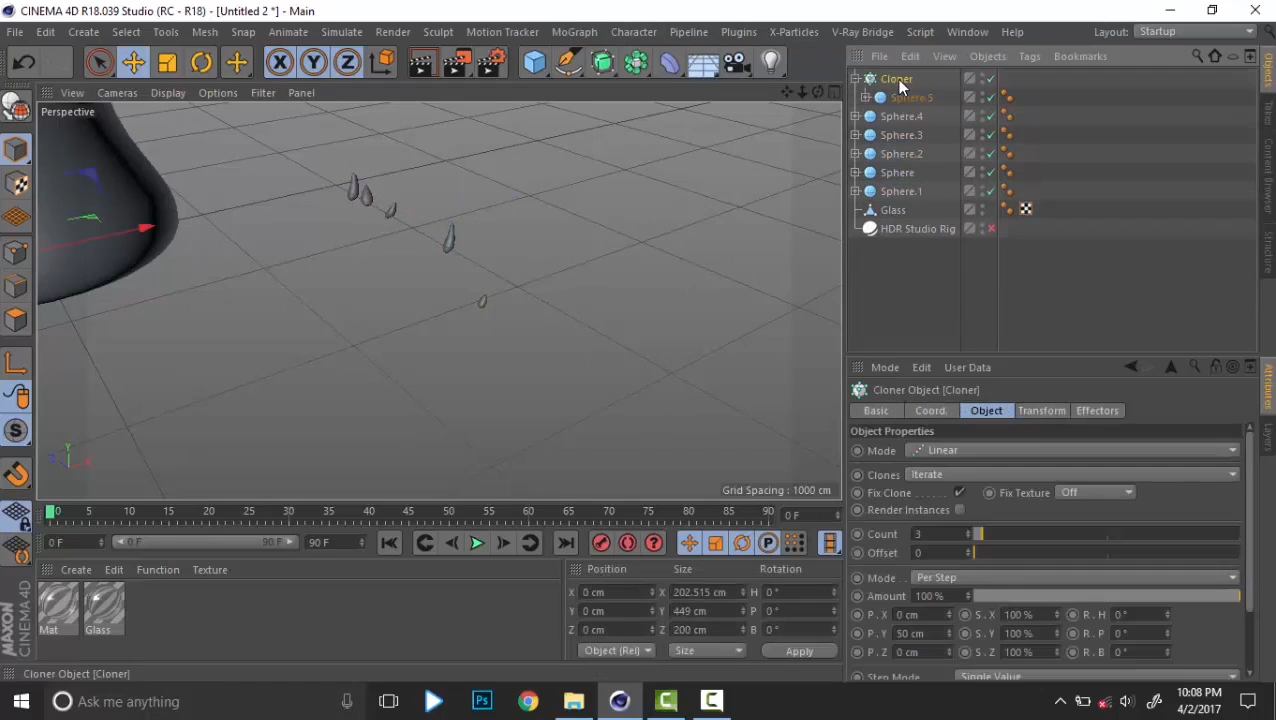 CINEMA 4D R18.039 Studio (RC - R18) - [Untitled 2 *] - Main
File Edit Create Select Tools Mesh Snap Animate Simulate Render Sculpt Motion Tracker MoGraph Character Pipeline Plugins X-Particles V-Ray Bridge Script Window Help Layout: Startup
X Y Z
File Edit View Objects Tags Bookmarks
View Cameras Display Options Filter Panel
Perspective
Cloner
Sphere.5
Sphere.4
Sphere.3
Sphere.2
Sphere
Sphere.1
Glass
HDR Studio Rig
Objects
Takes
Content Browser
Structure
Y
Z X
Grid Spacing : 1000 cm
Mode Edit User Data
Cloner Object [Cloner]
Basic Coord. Object Transform Effectors
Object Properties
Mode Linear
Clones Iterate
Fix Clone . . . . . . Fix Texture Off
Render Instances
Count 3
Offset 0
Mode . . Per Step
Amount 100 %
P . X 0 cm S . X 100 % R . H 0 °
P . Y 50 cm S . Y 100 % R . P 0 °
P . Z 0 cm S . Z 100 % R . B 0 °
Step Mode Single Value
Attributes
Layers
0 5 10 15 20 25 30 35 40 45 50 55 60 65 70 75 80 85 90 0 F
0 F 0 F 90 F 90 F
P
S
Create Edit Function Texture
Mat Glass
MAXON
CINEMA 4D
Position Size Rotation
X 0 cm X 202.515 cm H 0 °
Y 0 cm Y 449 cm P 0 °
Z 0 cm Z 200 cm B 0 °
Object (Rel) Size Apply
Cloner Object [Cloner]
Ask me anything
Ps
10:08 PM
4/2/2017